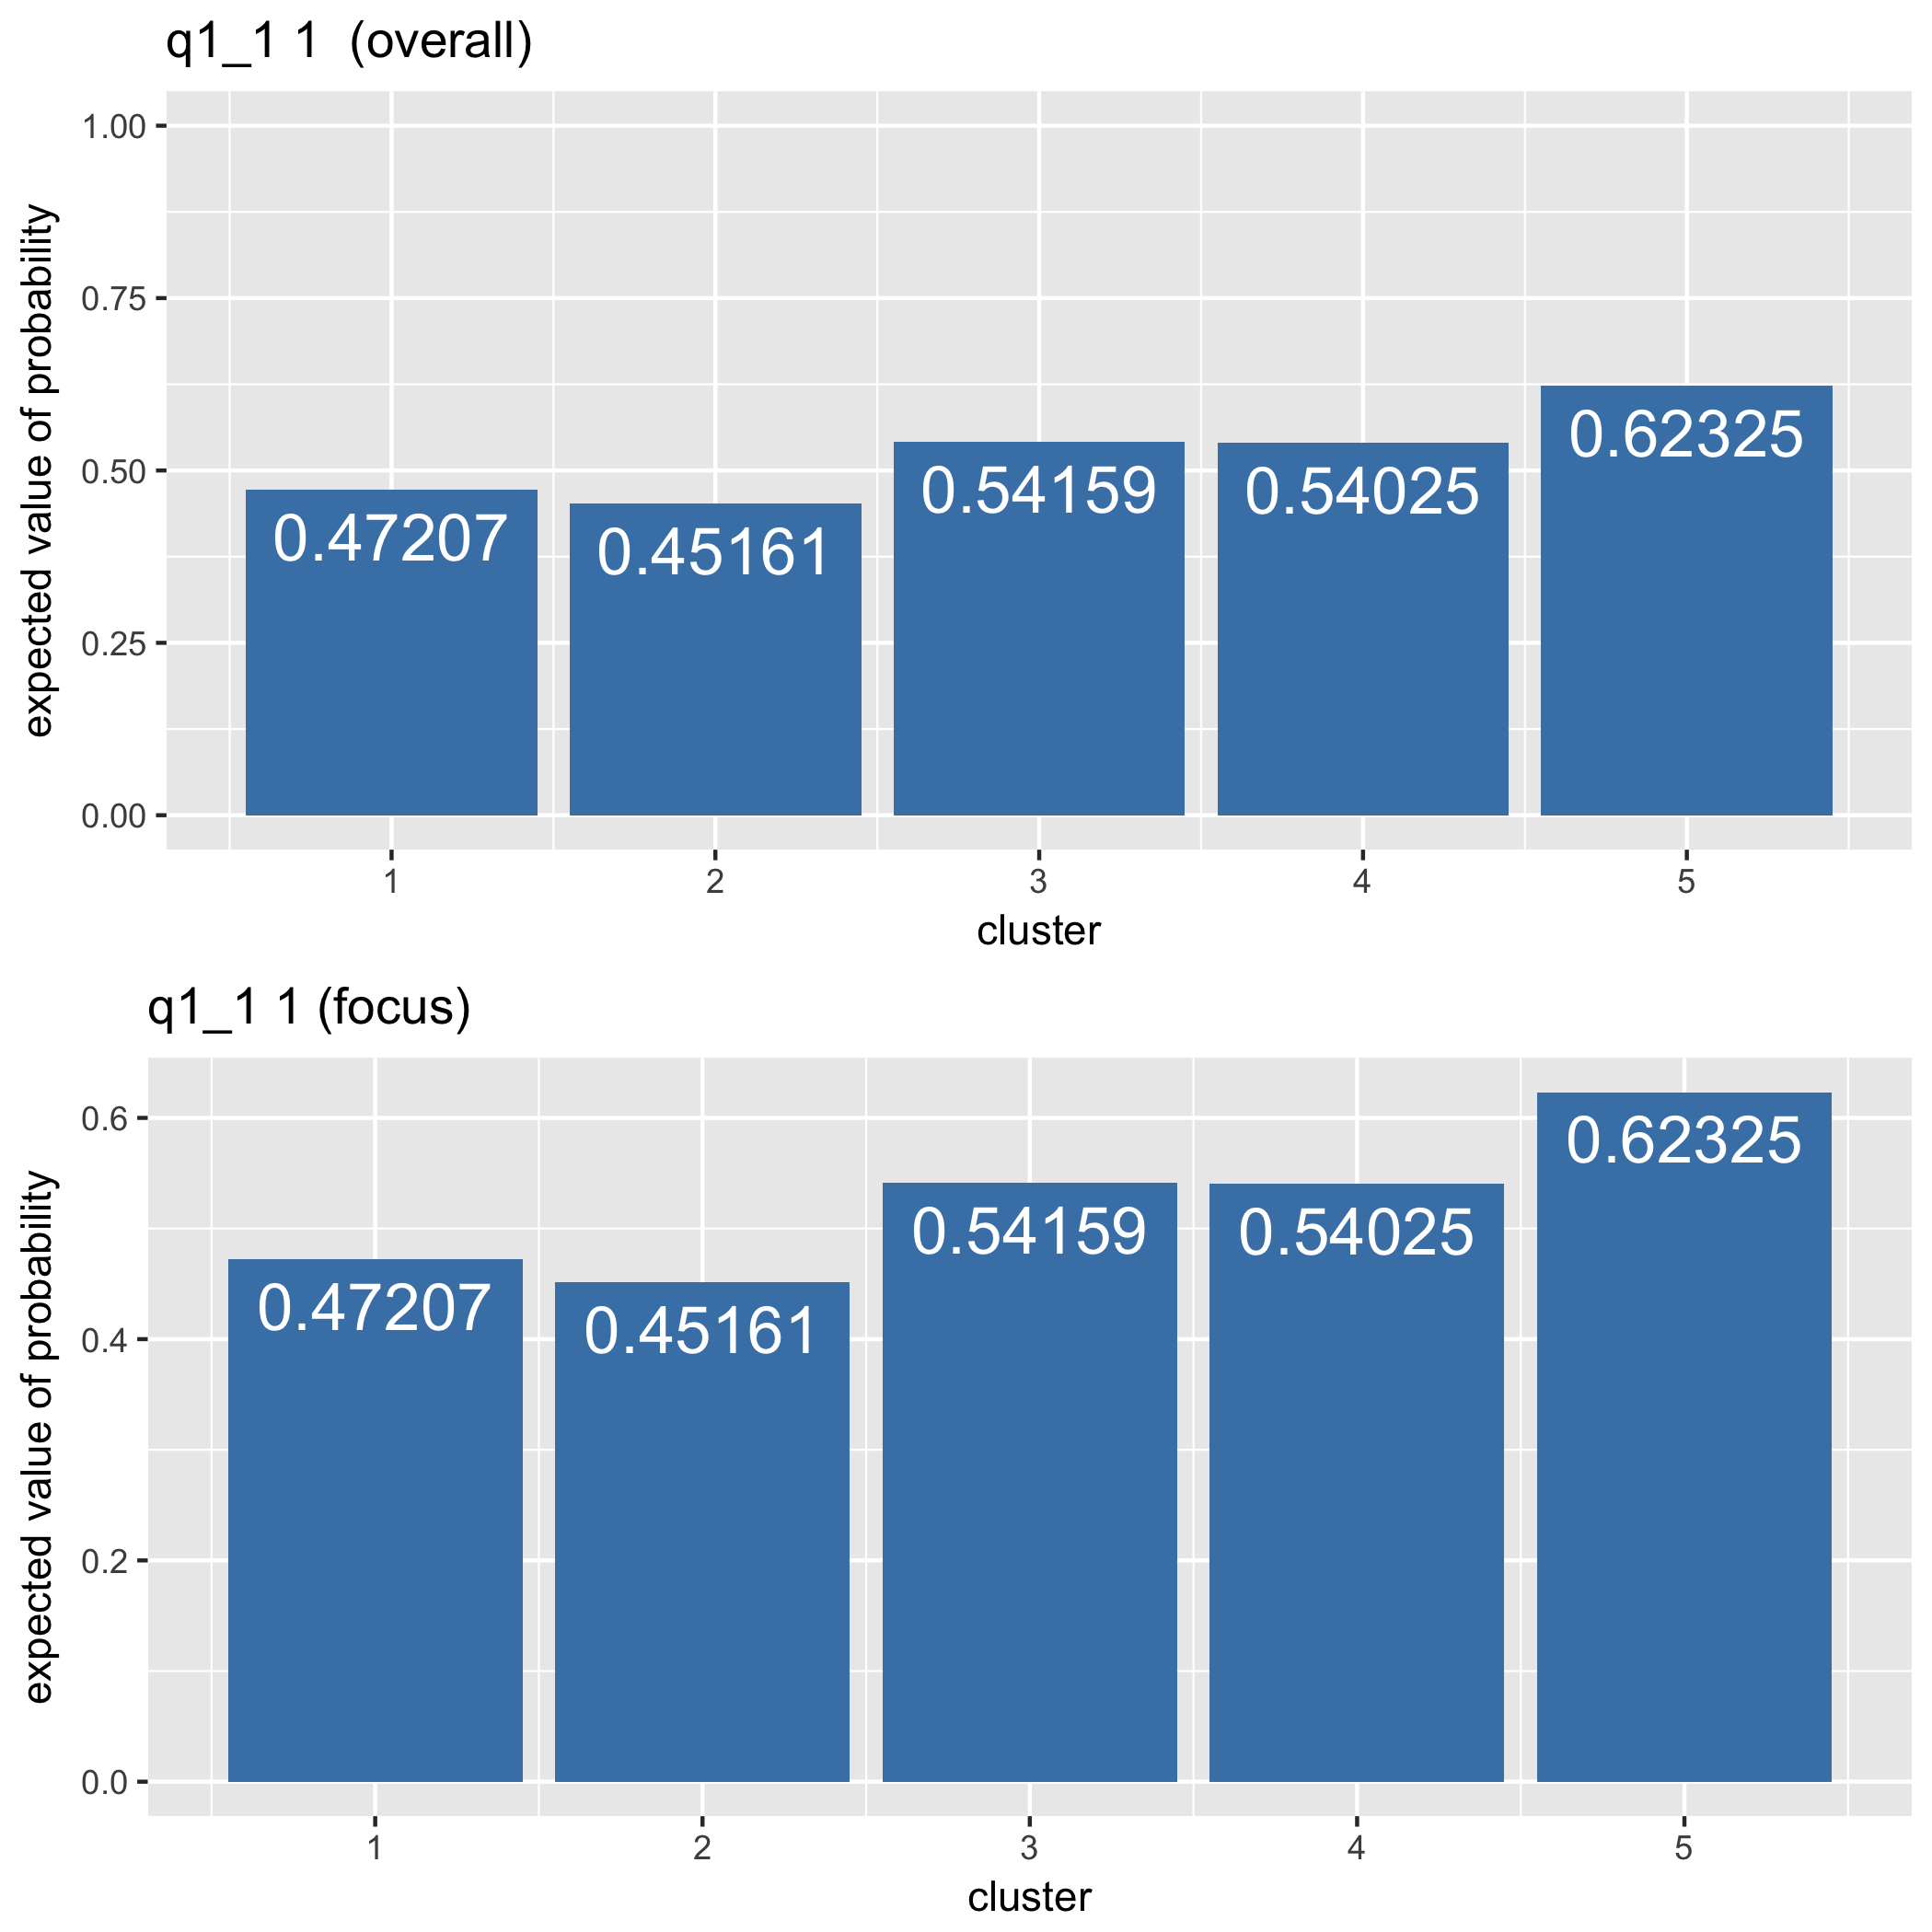 q1_1 1  (overall)
expected value of probability
1.00
0.75
0.50
0.25
0.00
0.47207
0.45161
0.54159
0.54025
0.62325
1 2 3 4 5
cluster
q1_1 1 (focus)
expected value of probability
0.6
0.4
0.2
0.0
0.47207
0.45161
0.54159
0.54025
0.62325
1 2 3 4 5
cluster